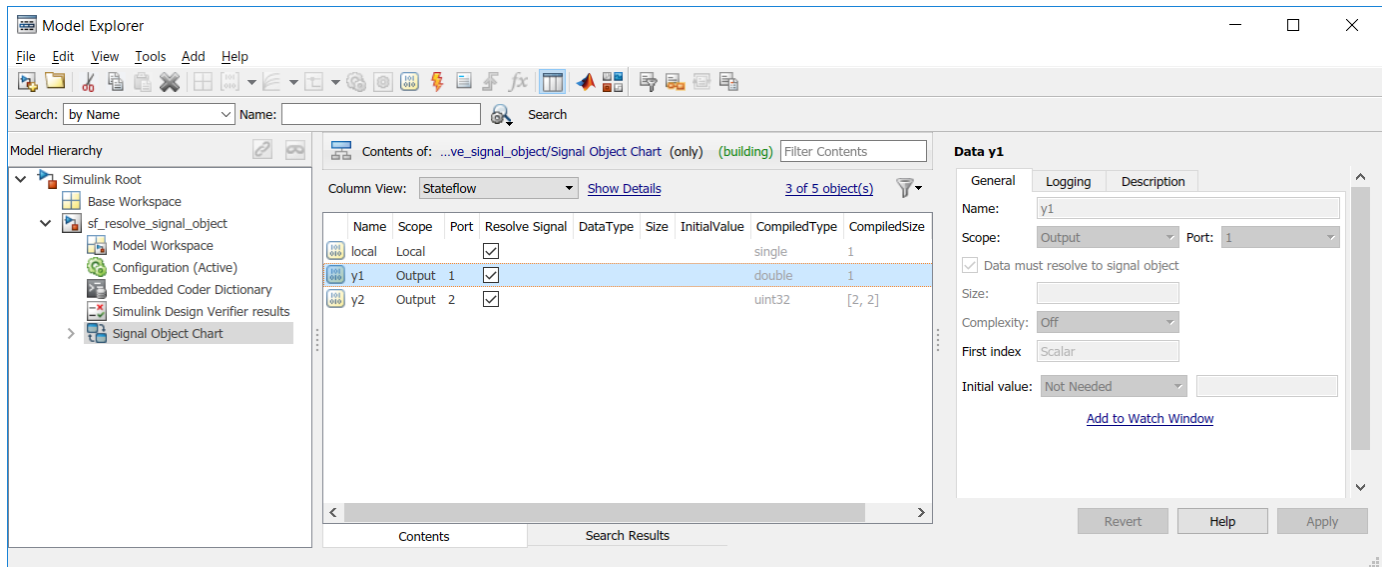 Model Explorer
File Edit View Tools Add Help
Search: by Name Name: Search
Model Hierarchy
Simulink Root
Base Workspace
sf_resolve_signal_object
Model Workspace
Configuration (Active)
Embedded Coder Dictionary
Simulink Design Verifier results
Signal Object Chart
Contents of: ...ve_signal_object/Signal Object Chart (only) (building) Filter Contents
Column View: Stateflow Show Details 3 of 5 object(s)
Name Scope Port Resolve Signal DataType Size InitialValue CompiledType CompiledSize
local Local single 1
y1 Output 1 double 1
y2 Output 2 uint32 [2, 2]
Contents Search Results
Data y1
General Logging Description
Name: y1
Scope: Output Port: 1
Data must resolve to signal object
Size:
Complexity: Off
First index Scalar
Initial value: Not Needed
Add to Watch Window
Revert Help Apply